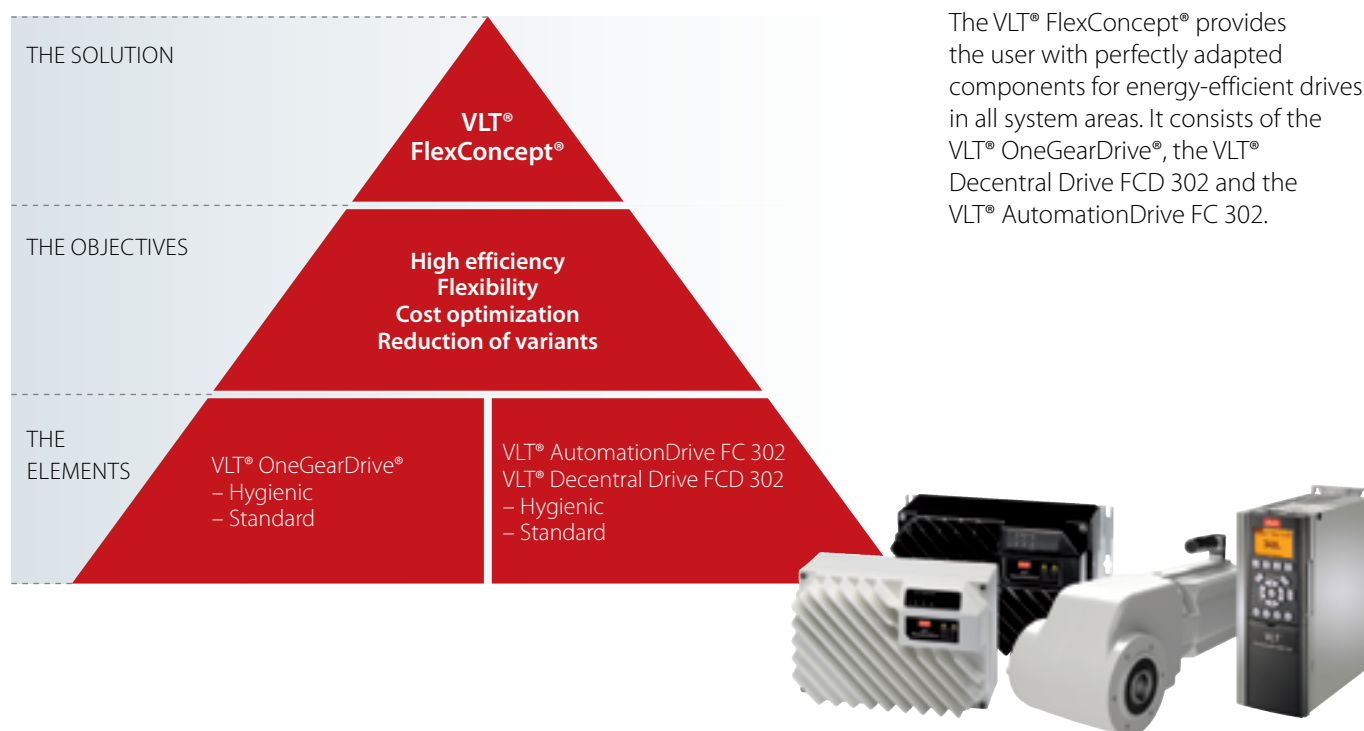 THE SOLUTION
VLT®
FlexConcept®
THE OBJECTIVES
High efficiency
Flexibility
Cost optimization
Reduction of variants
THE
ELEMENTS
VLT® OneGearDrive®
– Hygienic
– Standard
VLT® AutomationDrive FC 302
VLT® Decentral Drive FCD 302
– Hygienic
– Standard
The VLT® FlexConcept® provides
the user with perfectly adapted
components for energy-efficient drives
in all system areas. It consists of the
VLT® OneGearDrive®, the VLT®
Decentral Drive FCD 302 and the
VLT® AutomationDrive FC 302.
VLT